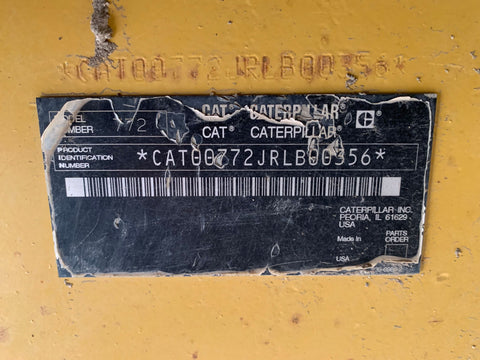 *CAT00772JRLB00356*
CAT® CATERPILLAR
MODEL NUMBER 772 CAT® CATERPILLAR
PRODUCT IDENTIFICATION NUMBER *CAT00772JRLB00356*
CATERPILLAR INC.
PEORIA, IL 61629
USA
Made in
PARTS ORDER
USA